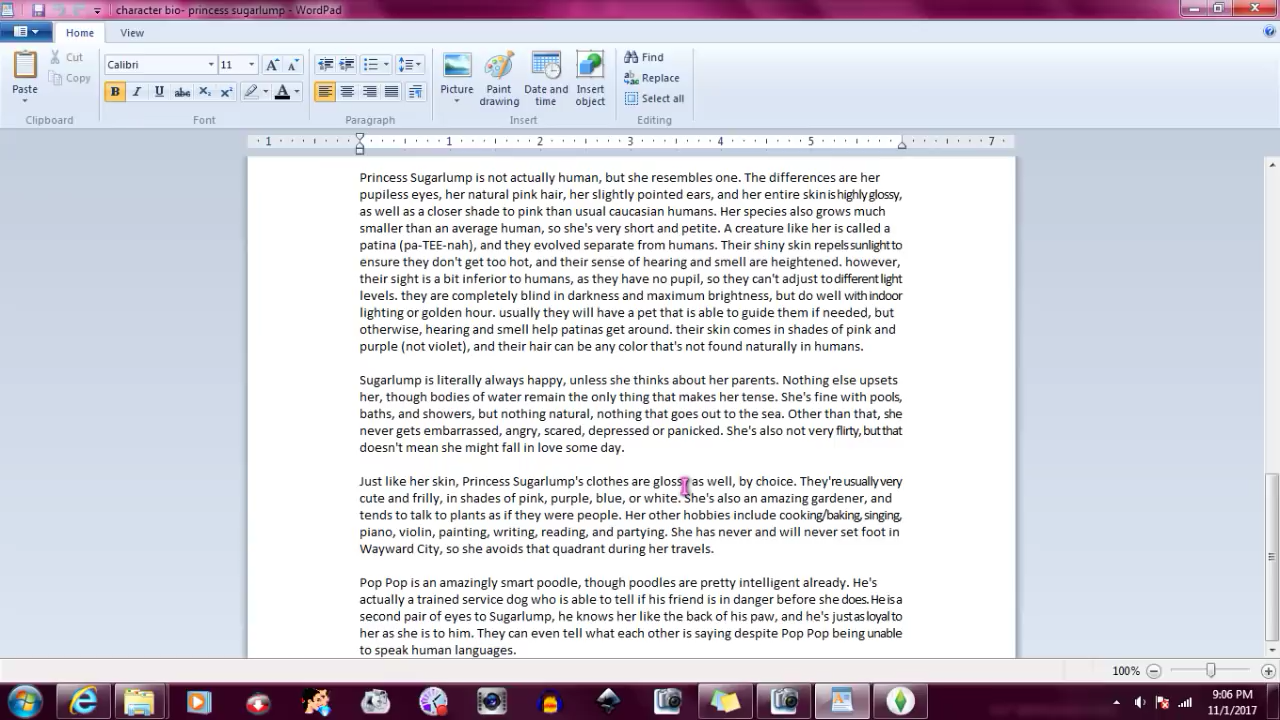 character bio- princess sugarlump - WordPad
Home
View
Paste
Cut
Copy
Clipboard
Calibri
11
Font
Paragraph
Picture
Paint drawing
Date and time
Insert object
Insert
Find
Replace
Select all
Editing
1 1 2 3 4 5 7
Princess Sugarlump is not actually human, but she resembles one. The differences are her
pupiless eyes, her natural pink hair, her slightly pointed ears, and her entire skin is highly glossy,
as well as a closer shade to pink than usual caucasian humans. Her species also grows much
smaller than an average human, so she's very short and petite. A creature like her is called a
patina (pa-TEE-nah), and they evolved separate from humans. Their shiny skin repels sunlight to
ensure they don't get too hot, and their sense of hearing and smell are heightened. however,
their sight is a bit inferior to humans, as they have no pupil, so they can't adjust to different light
levels. they are completely blind in darkness and maximum brightness, but do well with indoor
lighting or golden hour. usually they will have a pet that is able to guide them if needed, but
otherwise, hearing and smell help patinas get around. their skin comes in shades of pink and
purple (not violet), and their hair can be any color that's not found naturally in humans.
Sugarlump is literally always happy, unless she thinks about her parents. Nothing else upsets
her, though bodies of water remain the only thing that makes her tense. She's fine with pools,
baths, and showers, but nothing natural, nothing that goes out to the sea. Other than that, she
never gets embarrassed, angry, scared, depressed or panicked. She's also not very flirty, but that
doesn't mean she might fall in love some day.
Just like her skin, Princess Sugarlump's clothes are glossy as well, by choice. They're usually very
cute and frilly, in shades of pink, purple, blue, or white. She's also an amazing gardener, and
tends to talk to plants as if they were people. Her other hobbies include cooking/baking, singing,
piano, violin, painting, writing, reading, and partying. She has never and will never set foot in
Wayward City, so she avoids that quadrant during her travels.
Pop Pop is an amazingly smart poodle, though poodles are pretty intelligent already. He's
actually a trained service dog who is able to tell if his friend is in danger before she does. He is a
second pair of eyes to Sugarlump, he knows her like the back of his paw, and he's just as loyal to
her as she is to him. They can even tell what each other is saying despite Pop Pop being unable
to speak human languages.
100%
9:06 PM
11/1/2017